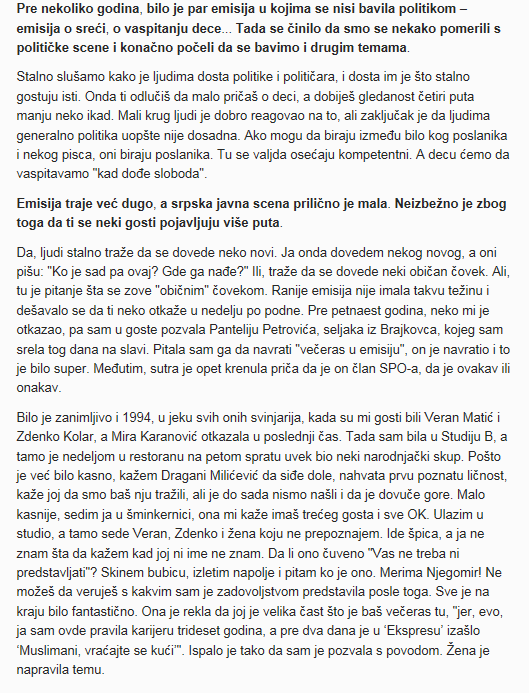 Pre nekoliko godina, bilo je par emisija u kojima se nisi bavila politikom –
emisija o sreći, o vaspitanju dece... Tada se činilo da smo se nekako pomerili s
političke scene i konačno počeli da se bavimo i drugim temama.
Stalno slušamo kako je ljudima dosta politike i političara, i dosta im je što stalno
gostuju isti. Onda ti odlučiš da malo pričaš o deci, a dobiješ gledanost četiri puta
manju neko ikad. Mali krug ljudi je dobro reagovao na to, ali zaključak je da ljudima
generalno politika uopšte nije dosadna. Ako mogu da biraju između bilo kog poslanika
i nekog pisca, oni biraju poslanika. Tu se valjda osećaju kompetentni. A decu ćemo da
vaspitavamo "kad dođe sloboda".
Emisija traje već dugo, a srpska javna scena prilično je mala. Neizbežno je zbog
toga da ti se neki gosti pojavljuju više puta.
Da, ljudi stalno traže da se dovede neko novi. Ja onda dovedem nekog novog, a oni
pišu: "Ko je sad pa ovaj? Gde ga nađe?" Ili, traže da se dovede neki običan čovek. Ali,
tu je pitanje šta se zove "običnim" čovekom. Ranije emisija nije imala takvu težinu i
dešavalo se da ti neko otkaže u nedelju po podne. Pre petnaest godina, neko mi je
otkazao, pa sam u goste pozvala Panteliju Petrovića, seljaka iz Brajkovca, kojeg sam
srela tog dana na slavi. Pitala sam ga da navrati "večeras u emisiju", on je navratio i to
je bilo super. Međutim, sutra je opet krenula priča da je on član SPO-a, da je ovakav ili
onakav.
Bilo je zanimljivo i 1994, u jeku svih onih svinjarija, kada su mi gosti bili Veran Matić i
Zdenko Kolar, a Mira Karanović otkazala u poslednji čas. Tada sam bila u Studiju B, a
tamo je nedeljom u restoranu na petom spratu uvek bio neki narodnjački skup. Pošto
je već bilo kasno, kažem Dragani Milićević da siđe dole, nahvata prvu poznatu ličnost,
kaže joj da smo baš nju tražili, ali je do sada nismo našli i da je dovuče gore. Malo
kasnije, sedim ja u šminkernici, ona mi kaže imaš trećeg gosta i sve OK. Ulazim u
studio, a tamo sede Veran, Zdenko i žena koju ne prepoznajem. Ide špica, a ja ne
znam šta da kažem kad joj ni ime ne znam. Da li ono čuveno "Vas ne treba ni
predstavljati"? Skinem bubicu, izletim napolje i pitam ko je ono. Merima Njegomir! Ne
možeš da veruješ s kakvim sam je zadovoljstvom predstavila posle toga. Sve je na
kraju bilo fantastično. Ona je rekla da joj je velika čast što je baš večeras tu, "jer, evo,
ja sam ovde pravila karijeru trideset godina, a pre dva dana je u ‘Ekspresu’ izašlo
‘Muslimani, vraćajte se kući’". Ispalo je tako da sam je pozvala s povodom. Žena je
napravila temu.